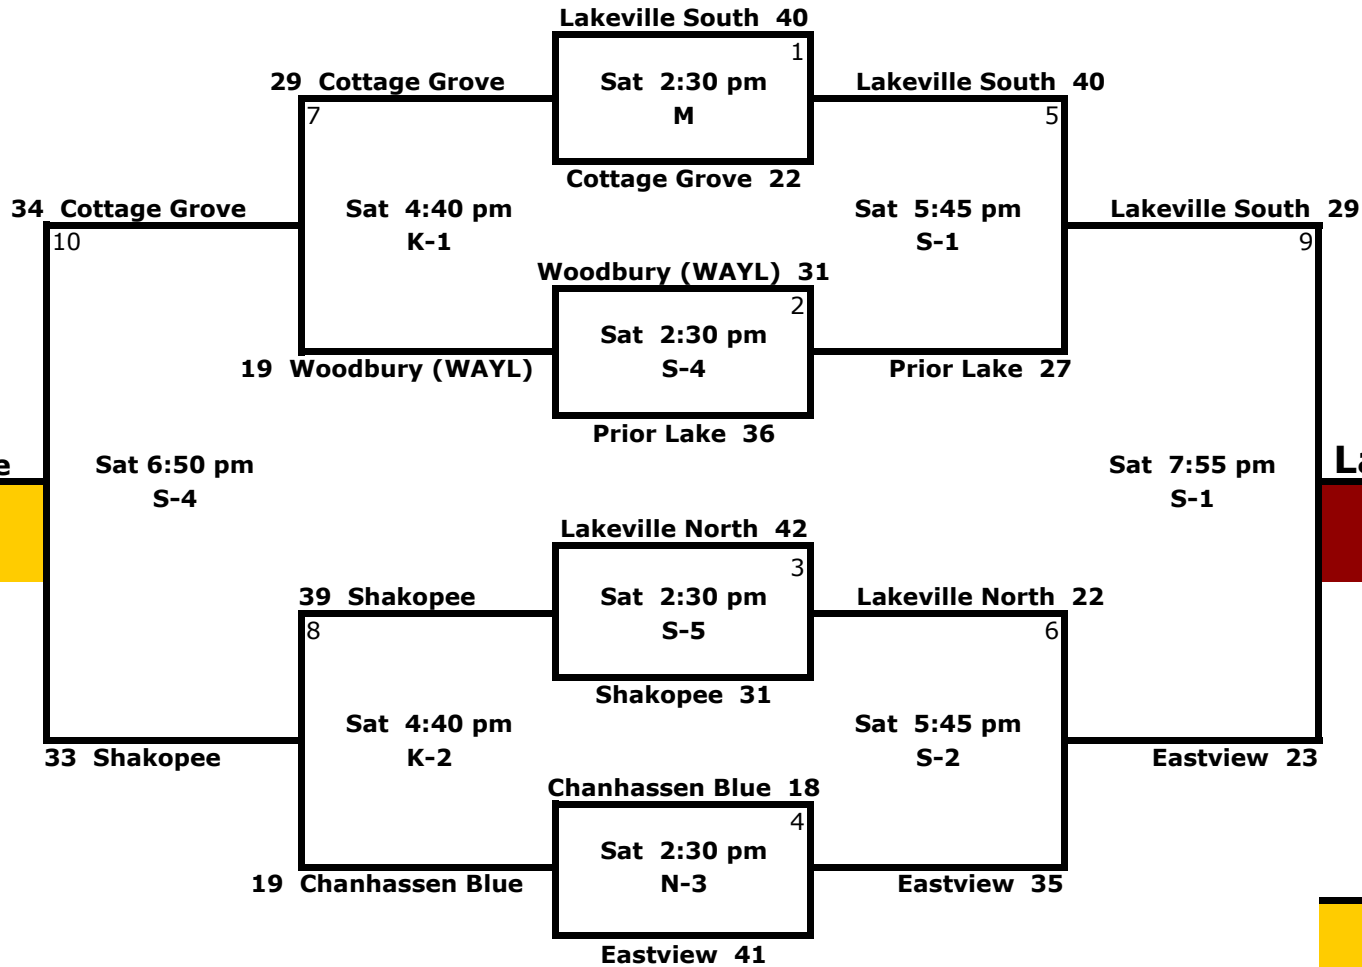 Lakeville South 40
1
29 Cottage Grove
Sat 2:30 pm
Lakeville South 40
7
M
5
Cottage Grove 22
34 Cottage Grove
Sat 4:40 pm
Sat 5:45 pm
Lakeville South 29
10
K-1
S-1
9
Woodbury (WAYL) 31
2
Sat 2:30 pm
19 Woodbury (WAYL)
S-4
Prior Lake 27
Prior Lake 36
e
Sat 6:50 pm
Sat 7:55 pm
La
S-4
S-1
Lakeville North 42
3
39 Shakopee
Sat 2:30 pm
Lakeville North 22
8
S-5
6
Shakopee 31
Sat 4:40 pm
Sat 5:45 pm
33 Shakopee
K-2
S-2
Eastview 23
Chanhassen Blue 18
4
Sat 2:30 pm
19 Chanhassen Blue
N-3
Eastview 35
Eastview 41